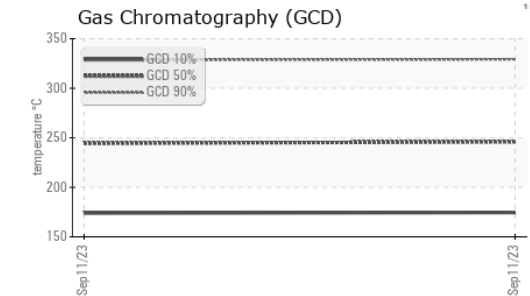 Gas Chromatography (GCD)
350
300
250
200
150
temperature °C
GCD 10%
GCD 50%
GCD 90%
Sep11/23
Sep11/23